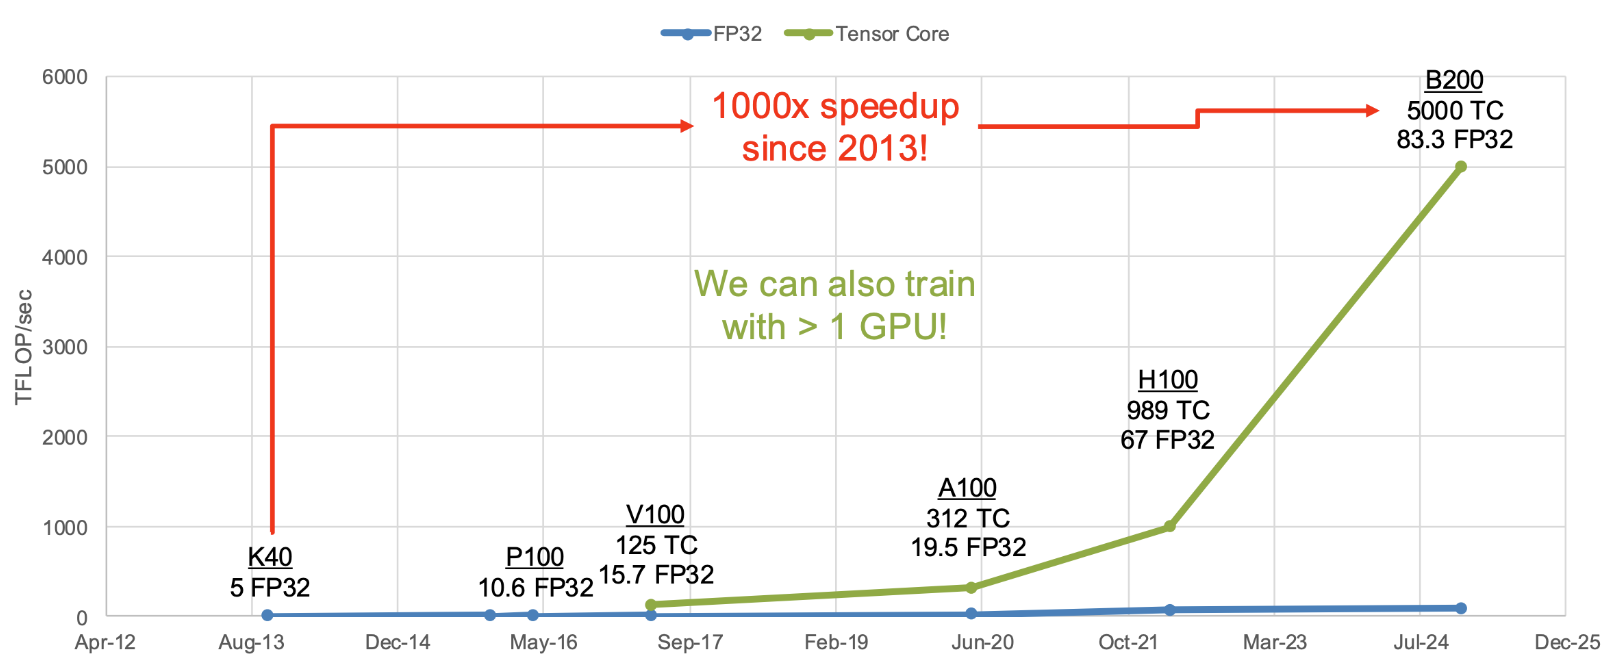 FP32
Tensor Core
6000
5000
4000
3000
2000
1000
0
TFLOP/sec
1000x speedup
since 2013!
We can also train
with > 1 GPU!
K40
5 FP32
P100
10.6 FP32
V100
125 TC
15.7 FP32
A100
312 TC
19.5 FP32
H100
989 TC
67 FP32
B200
5000 TC
83.3 FP32
Apr-12
Aug-13
Dec-14
May-16
Sep-17
Feb-19
Jun-20
Oct-21
Mar-23
Jul-24
Dec-25